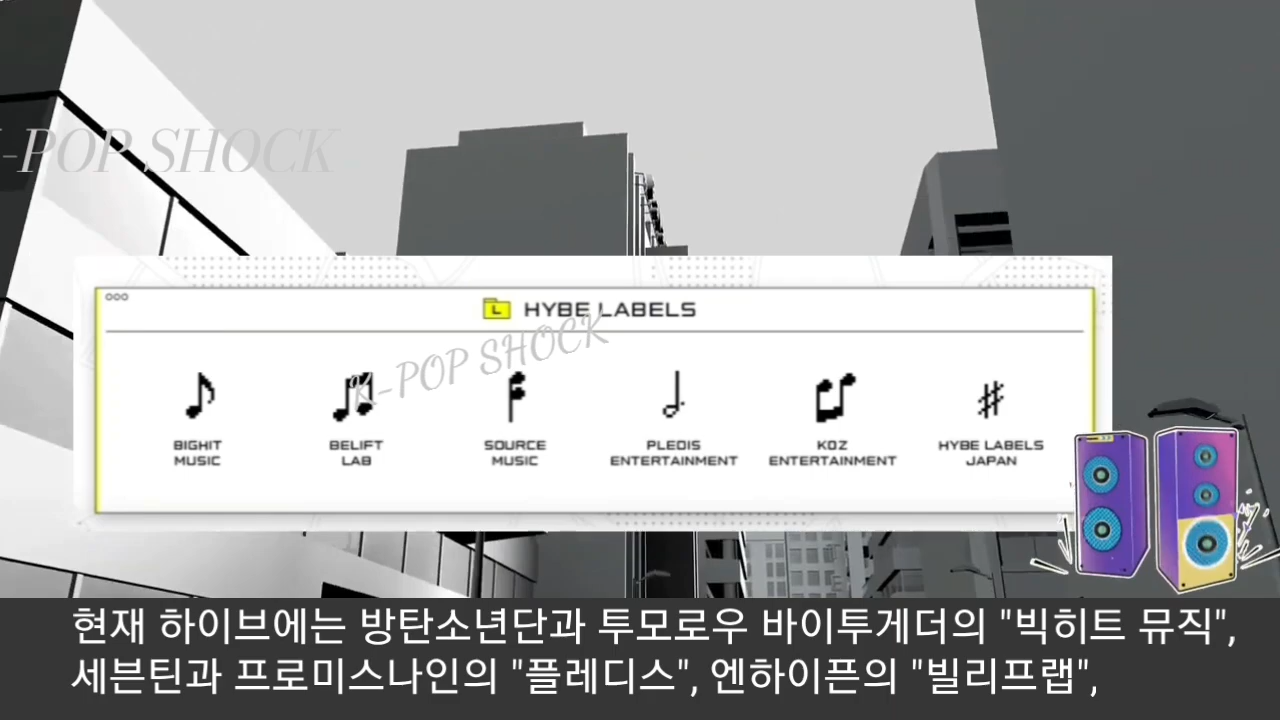 K-POP SHOCK
HYBE LABELS
K-POP SHOCK
BIGHIT MUSIC
BELIFT LAB
SOURCE MUSIC
PLEDIS ENTERTAINMENT
KOZ ENTERTAINMENT
HYBE LABELS JAPAN
현재 하이브에는 방탄소년단과 투모로우 바이투게더의 "빅히트 뮤직",
세븐틴과 프로미스나인의 "플레디스", 엔하이픈의 "빌리프랩",